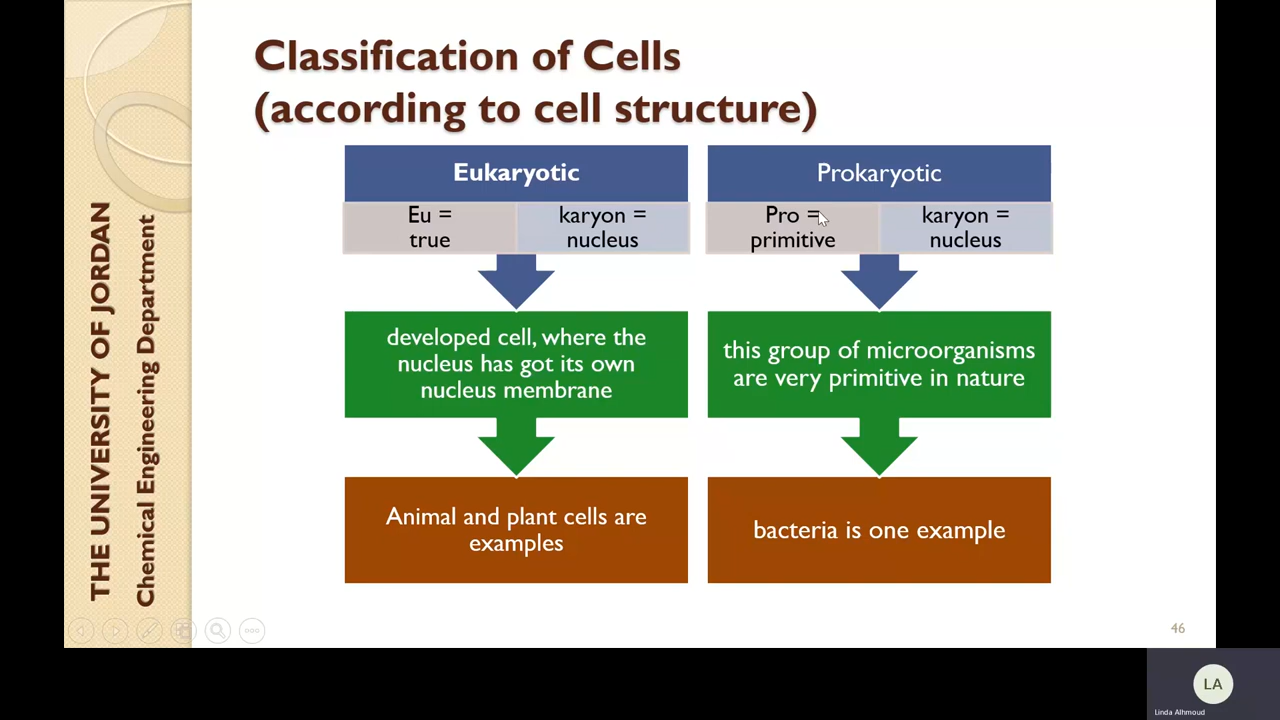 Classification of Cells
(according to cell structure)
Eukaryotic
Eu =
true
karyon =
nucleus
developed cell, where the
nucleus has got its own
nucleus membrane
Animal and plant cells are
examples
Prokaryotic
Pro =
primitive
karyon =
nucleus
this group of microorganisms
are very primitive in nature
bacteria is one example
THE UNIVERSITY OF JORDAN
Chemical Engineering Department
46
LA
Linda Alhmoud